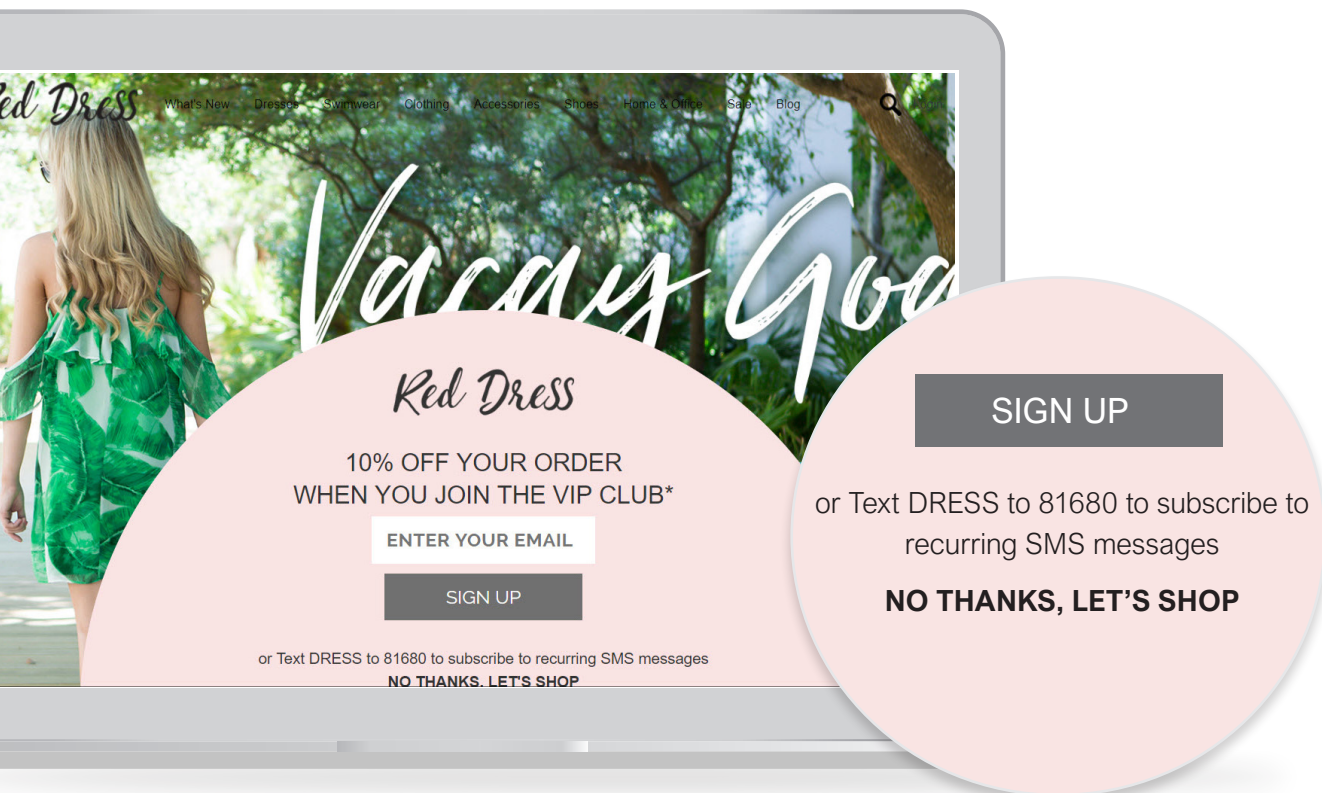 Red Dress
What's New Dresses Swimwear Clothing Accessories Shoes Home & Office Sale Blog
Vacay
Red Dress
10% OFF YOUR ORDER
WHEN YOU JOIN THE VIP CLUB*
ENTER YOUR EMAIL
SIGN UP
or Text DRESS to 81680 to subscribe to recurring SMS messages
NO THANKS, LET'S SHOP
SIGN UP
or Text DRESS to 81680 to subscribe to
recurring SMS messages
NO THANKS, LET’S SHOP